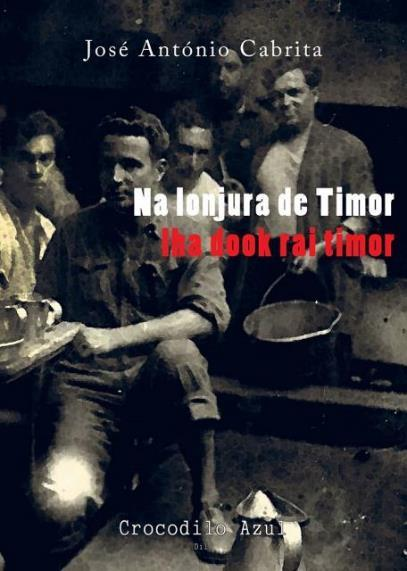 José António Cabrita
Na lonjura de Timor
Iha dook rai timor
Crocodilo Azul